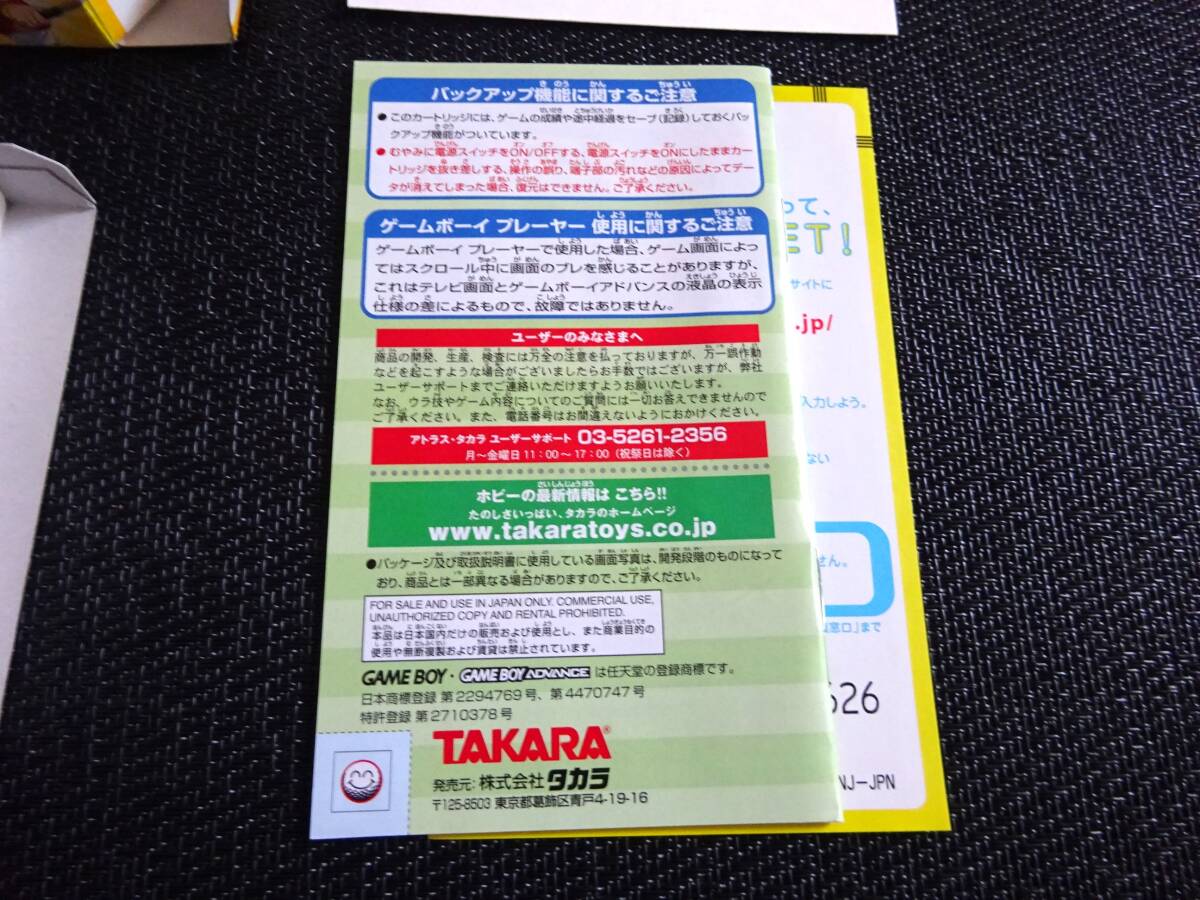 バックアップ機能に関するご注意
●このカートリッジには、ゲームの成績や途中経過をセーブ(記録)しておくバッ
クアップ機能がついています。
●むやみに電源スイッチをON/OFFする、電源スイッチをONにしたままカー
トリッジを抜き差しする、操作の誤り、端子部の汚れなどの原因によってデー
タが消えてしまった場合、復元はできません。ご了承ください。
ゲームボーイ プレーヤー 使用に関するご注意
ゲームボーイ プレーヤーで使用した場合、ゲーム画面によっ
てはスクロール中に画面のブレを感じることがありますが、
これはテレビ画面とゲームボーイアドバンスの液晶の表示
仕様の差によるもので、故障ではありません。
ユーザーのみなさまへ
商品の開発、生産、検査には万全の注意を払っておりますが、万一誤作動
などを起こすような場合がございましたらお手数ではございますが、弊社
ユーザーサポートまでご連絡いただけますようお願いいたします。
なお、ウラ技やゲーム内容についてのご質問には一切お答えできませんので
ご了承ください。また、電話番号はお間違えないようにおかけください。
アトラス・タカラ ユーザーサポート 03-5261-2356
月～金曜日 11:00～17:00 (祝祭日は除く)
ホビーの最新情報は こちら!!
たのしさいっぱい、タカラのホームページ
www.takaratoys.co.jp
●パッケージ及び取扱説明書に使用している画面写真は、開発段階のものになって
おり、商品とは一部異なる場合がありますので、ご了承ください。
FOR SALE AND USE IN JAPAN ONLY. COMMERCIAL USE,
UNAUTHORIZED COPY AND RENTAL PROHIBITED.
本品は日本国内だけの販売および使用とし、また商業目的の
使用や無断複製および賃貸は禁止されています。
GAME BOY・GAME BOY ADVANCE は任天堂の登録商標です。
日本商標登録 第2294769号、第4470747号
特許登録 第2710378号
TAKARA®
発売元: 株式会社 タカラ
〒125-8503 東京都葛飾区青戸4-19-16
って、
ET!
サイトに
.jp/
入力しよう。
ない
せん。
窓口」まで
626
NJ-JPN